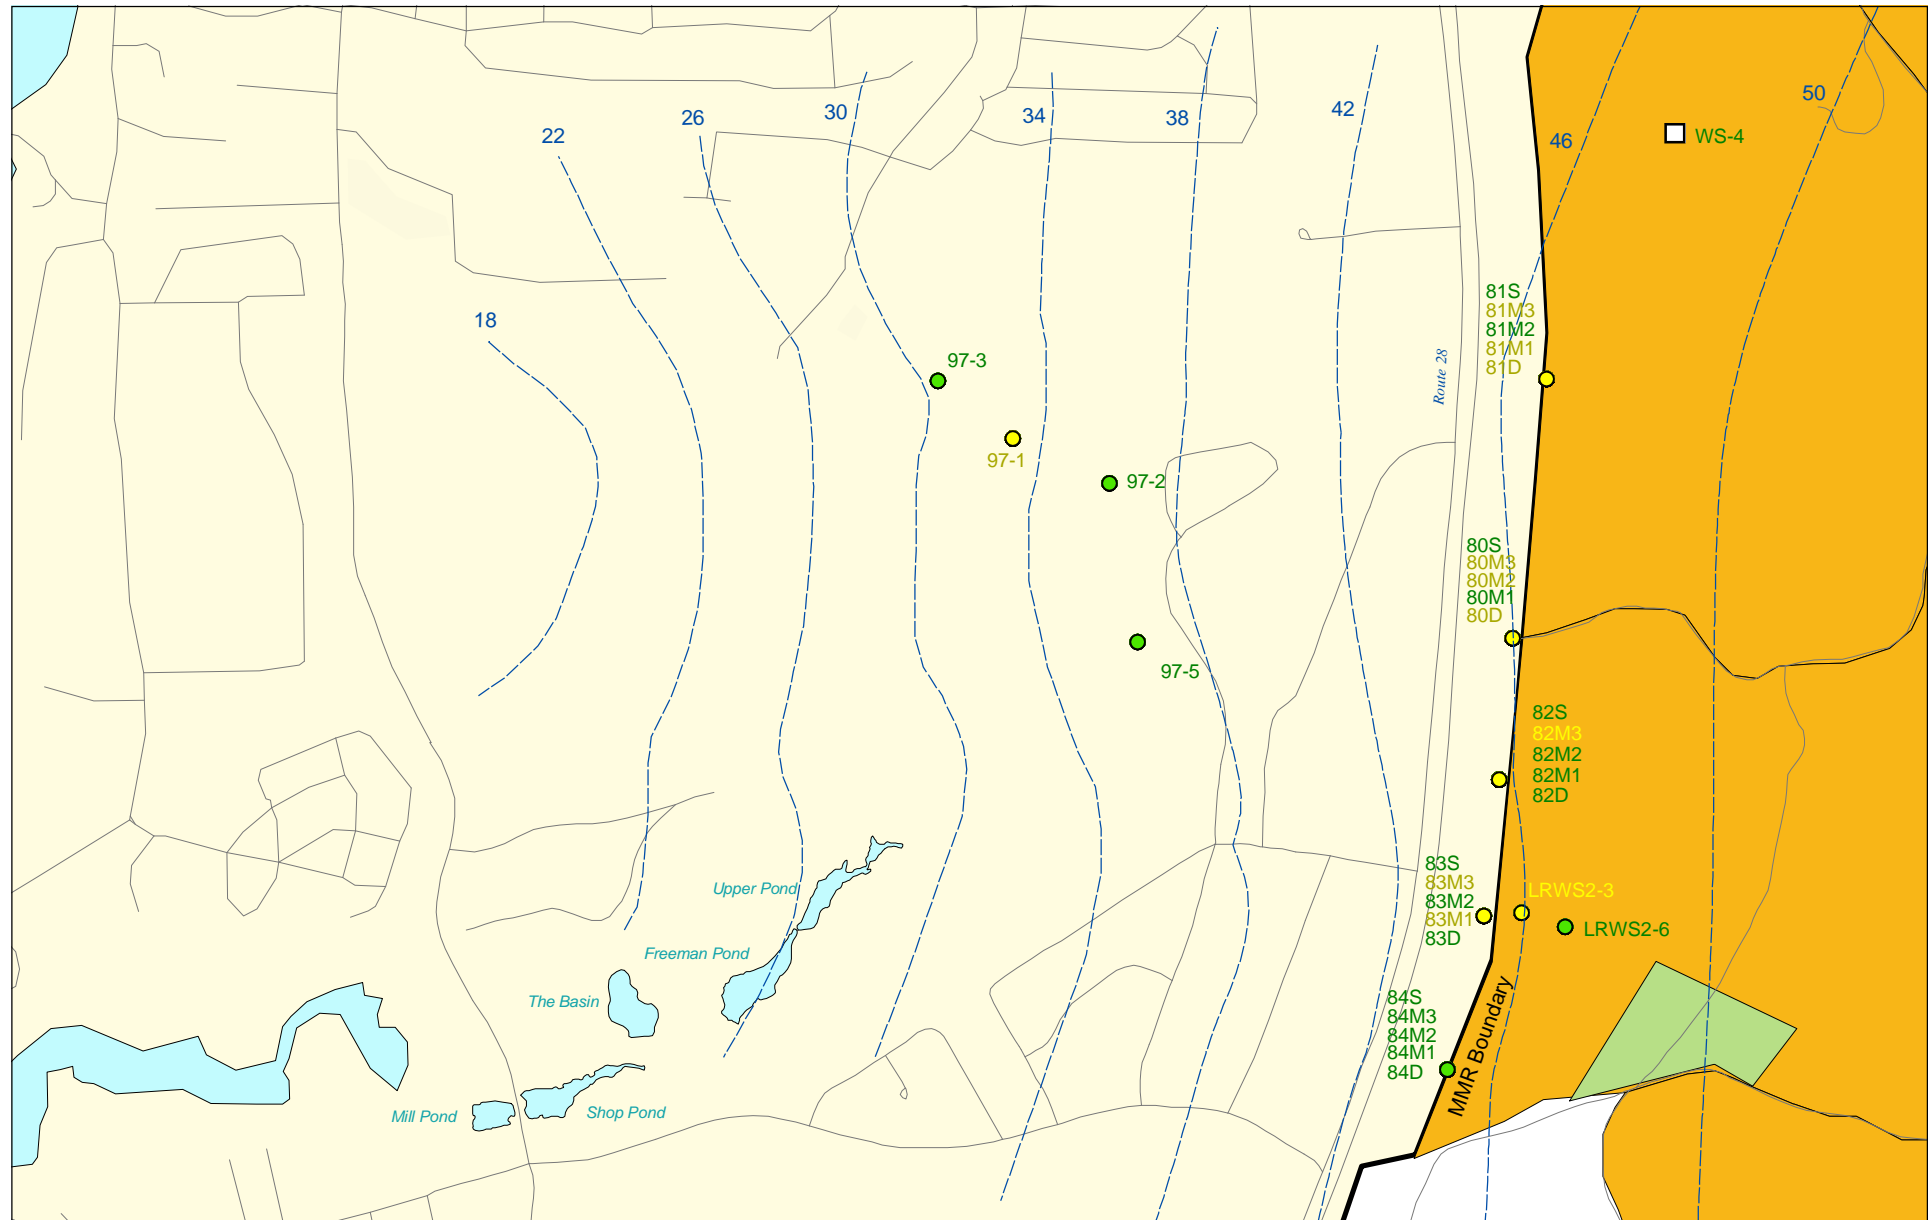 50
30
42
34
26
38
22
46
WS-4
81S
81M3
81M2
81M1
81D
18
Route 28
97-3
97-1
97-2
80S
80M3
80M2
80M1
80D
97-5
82S
82M3
82M2
82M1
82D
83S
83M3
83M2
83M1
83D
LRWS2-3
LRWS2-6
Upper Pond
Freeman Pond
The Basin
84S
84M3
84M2
84M1
84D
MMR Boundary
Mill Pond
Shop Pond